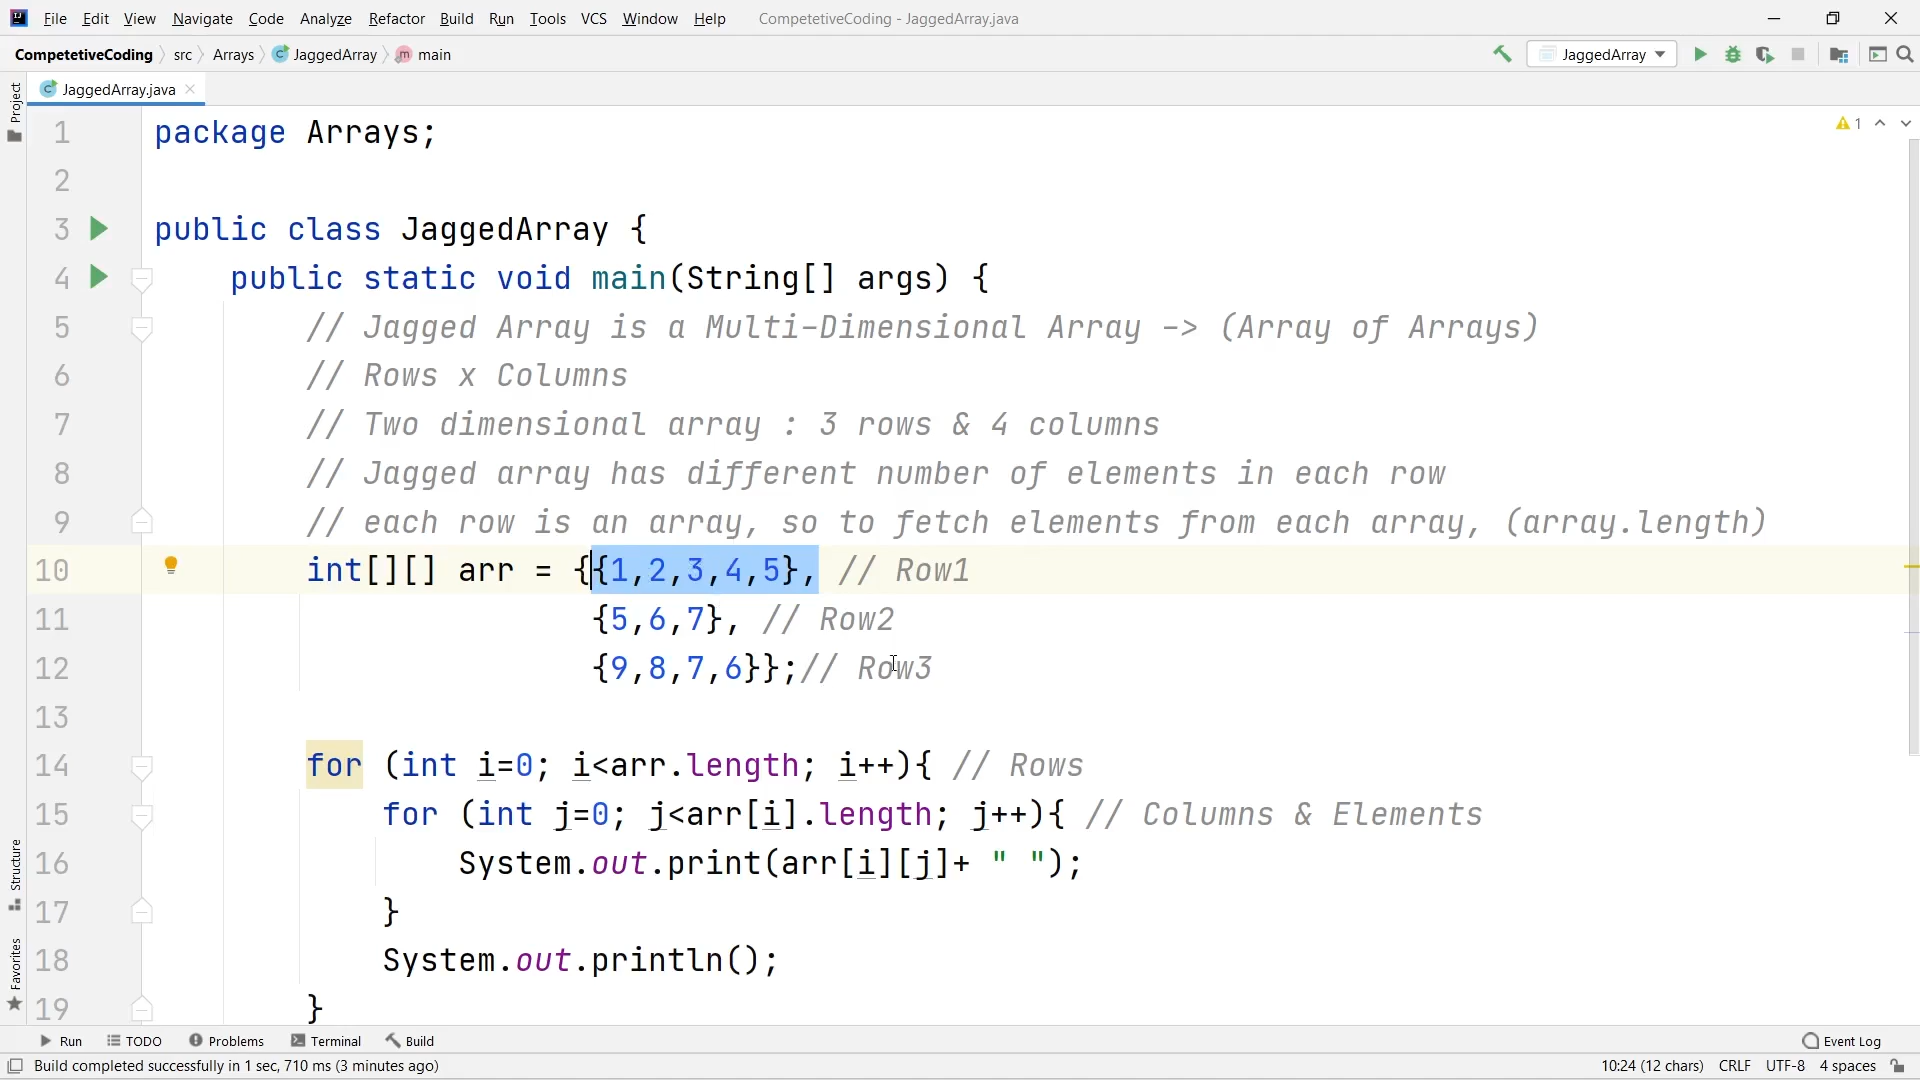 File Edit View Navigate Code Analyze Refactor Build Run Tools VCS Window Help CompetetiveCoding - JaggedArray.java
CompetetiveCoding src Arrays JaggedArray main JaggedArray
JaggedArray.java
Project
1 package Arrays;
1
2
3 public class JaggedArray {
4 public static void main(String[] args) {
5 // Jagged Array is a Multi-Dimensional Array -> (Array of Arrays)
6 // Rows x Columns
7 // Two dimensional array : 3 rows & 4 columns
8 // Jagged array has different number of elements in each row
9 // each row is an array, so to fetch elements from each array, (array.length)
10 int[][] arr = {{1,2,3,4,5}, // Row1
11 {5,6,7}, // Row2
12 {9,8,7,6}};// Row3
13
14 for (int i=0; i<arr.length; i++){ // Rows
15 for (int j=0; j<arr[i].length; j++){ // Columns & Elements
16 System.out.print(arr[i][j]+ " ");
17 }
18 System.out.println();
19 }
Structure
Favorites
Run TODO Problems Terminal Build Event Log
Build completed successfully in 1 sec, 710 ms (3 minutes ago) 10:24 (12 chars) CRLF UTF-8 4 spaces